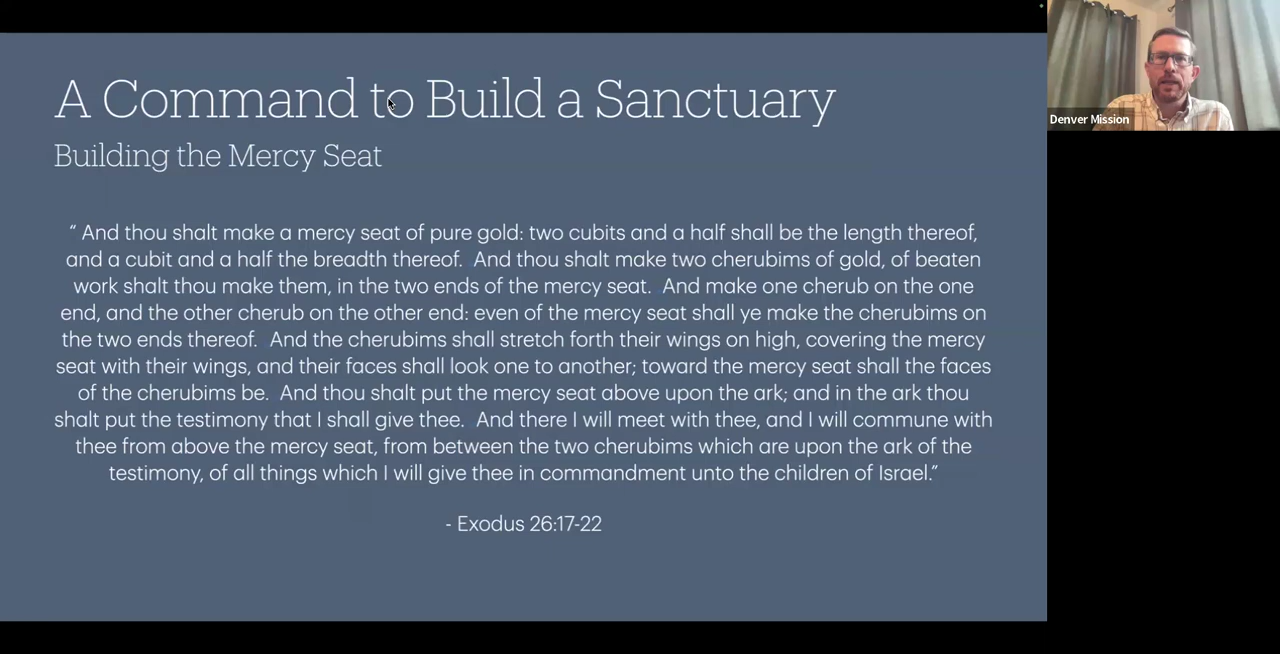 A Command to Build a Sanctuary
Building the Mercy Seat
“ And thou shalt make a mercy seat of pure gold: two cubits and a half shall be the length thereof,
and a cubit and a half the breadth thereof.  And thou shalt make two cherubims of gold, of beaten
work shalt thou make them, in the two ends of the mercy seat.  And make one cherub on the one
end, and the other cherub on the other end: even of the mercy seat shall ye make the cherubims on
the two ends thereof.  And the cherubims shall stretch forth their wings on high, covering the mercy
seat with their wings, and their faces shall look one to another; toward the mercy seat shall the faces
of the cherubims be.  And thou shalt put the mercy seat above upon the ark; and in the ark thou
shalt put the testimony that I shall give thee.  And there I will meet with thee, and I will commune with
thee from above the mercy seat, from between the two cherubims which are upon the ark of the
testimony, of all things which I will give thee in commandment unto the children of Israel.”
- Exodus 26:17-22
Denver Mission